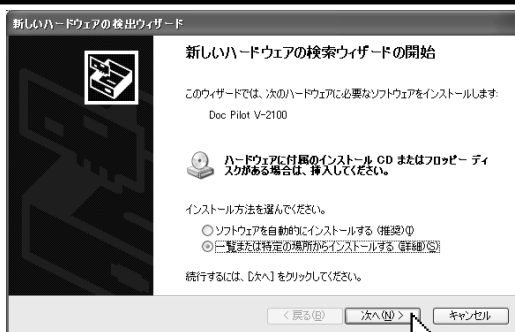 新しいハードウェアの検出ウィザード
新しいハードウェアの検索ウィザードの開始
このウィザードでは、次のハードウェアに必要なソフトウェアをインストールします:
Doc Pilot V-2100
ハードウェアに付属のインストール CD またはフロッピー ディ
スクがある場合は、挿入してください。
インストール方法を選んでください。
ソフトウェアを自動的にインストールする (推奨)(I)
一覧または特定の場所からインストールする (詳細)(S)
続行するには、[次へ] をクリックしてください。
< 戻る(B) 次へ(N) > キャンセル